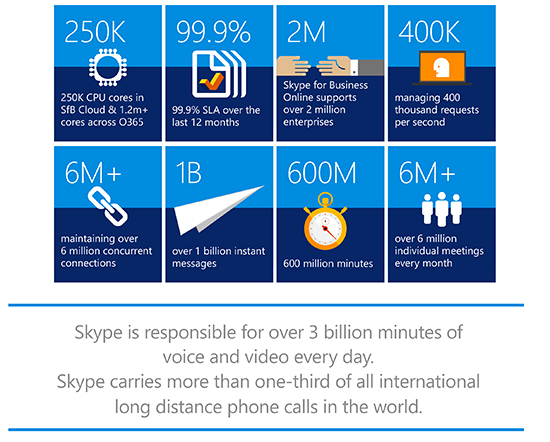 250K
250K CPU cores in
SfB Cloud & 1.2m+
cores across O365
99.9%
99.9% SLA over the
last 12 months
2M
Skype for Business
Online supports
over 2 million
enterprises
400K
managing 400
thousand requests
per second
6M+
maintaining over
6 million concurrent
connections
1B
over 1 billion instant
messages
600M
600 million minutes
6M+
over 6 million
individual meetings
every month
Skype is responsible for over 3 billion minutes of
voice and video every day.
Skype carries more than one-third of all international
long distance phone calls in the world.